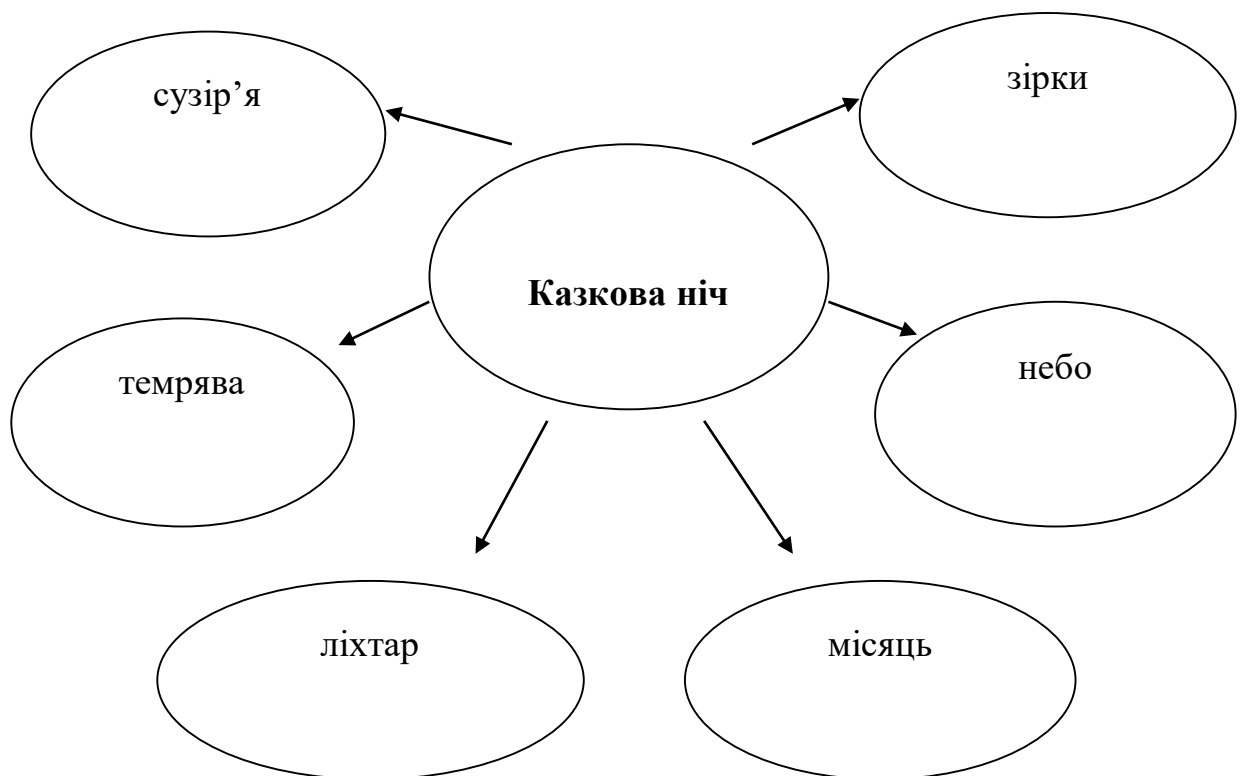 сузір’я
зірки
Казкова ніч
темрява
небо
ліхтар
місяць